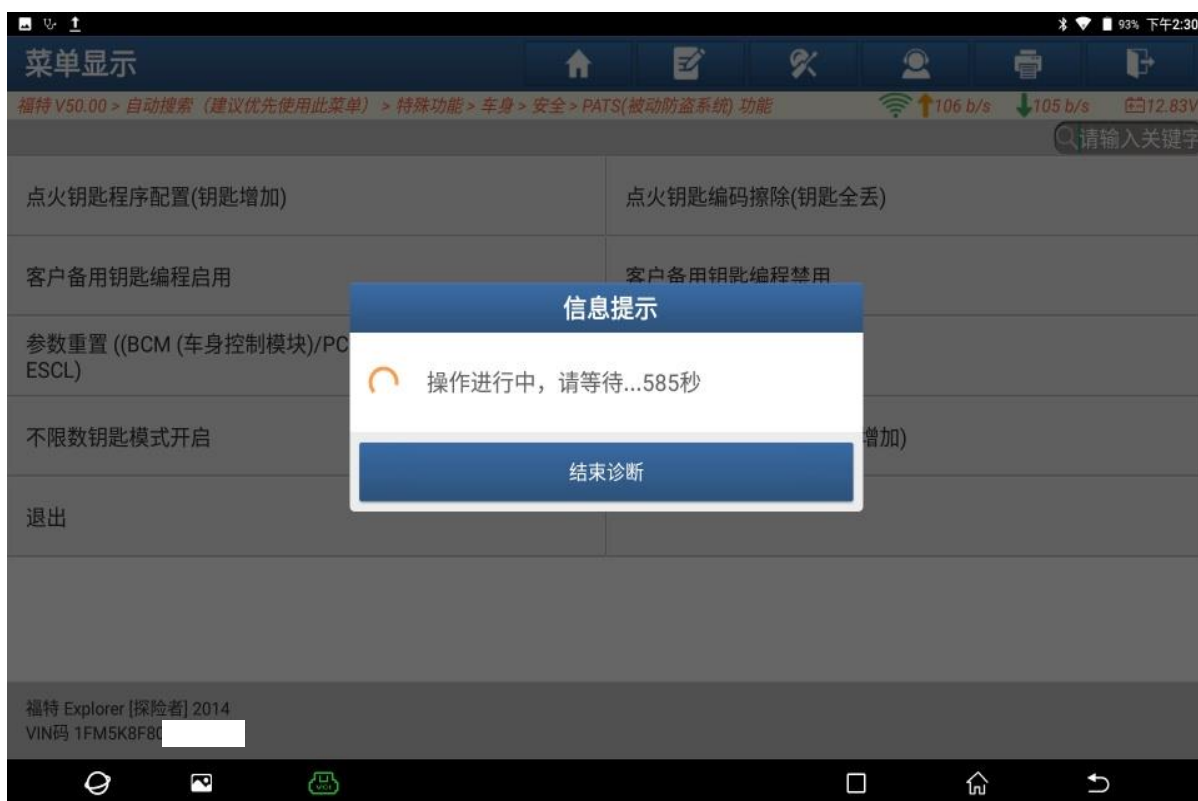 93% 下午2:30
菜单显示
福特 V50.00 > 自动搜索（建议优先使用此菜单）> 特殊功能 > 车身 > 安全 > PATS(被动防盗系统) 功能
106 b/s 105 b/s 12.83V
请输入关键字
点火钥匙程序配置(钥匙增加)
点火钥匙编码擦除(钥匙全丢)
客户备用钥匙编程启用
客户备用钥匙编程禁用
信息提示
参数重置 ((BCM (车身控制模块)/PC
ESCL)
操作进行中，请等待...585秒
不限数钥匙模式开启
增加)
结束诊断
退出
福特 Explorer [探险者] 2014
VIN码 1FM5K8F80
VCI